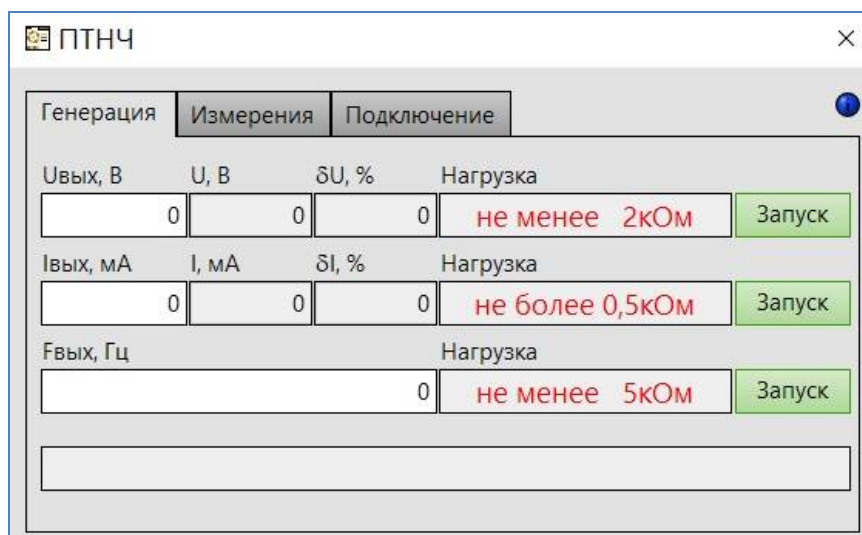 ПТНЧ
Генерация Измерения Подключение
Uвых, В U, В δU, % Нагрузка
0 0 0 не менее 2кОм Запуск
Iвых, мА I, мА δI, % Нагрузка
0 0 0 не более 0,5кОм Запуск
Fвых, Гц Нагрузка
0 не менее 5кОм Запуск